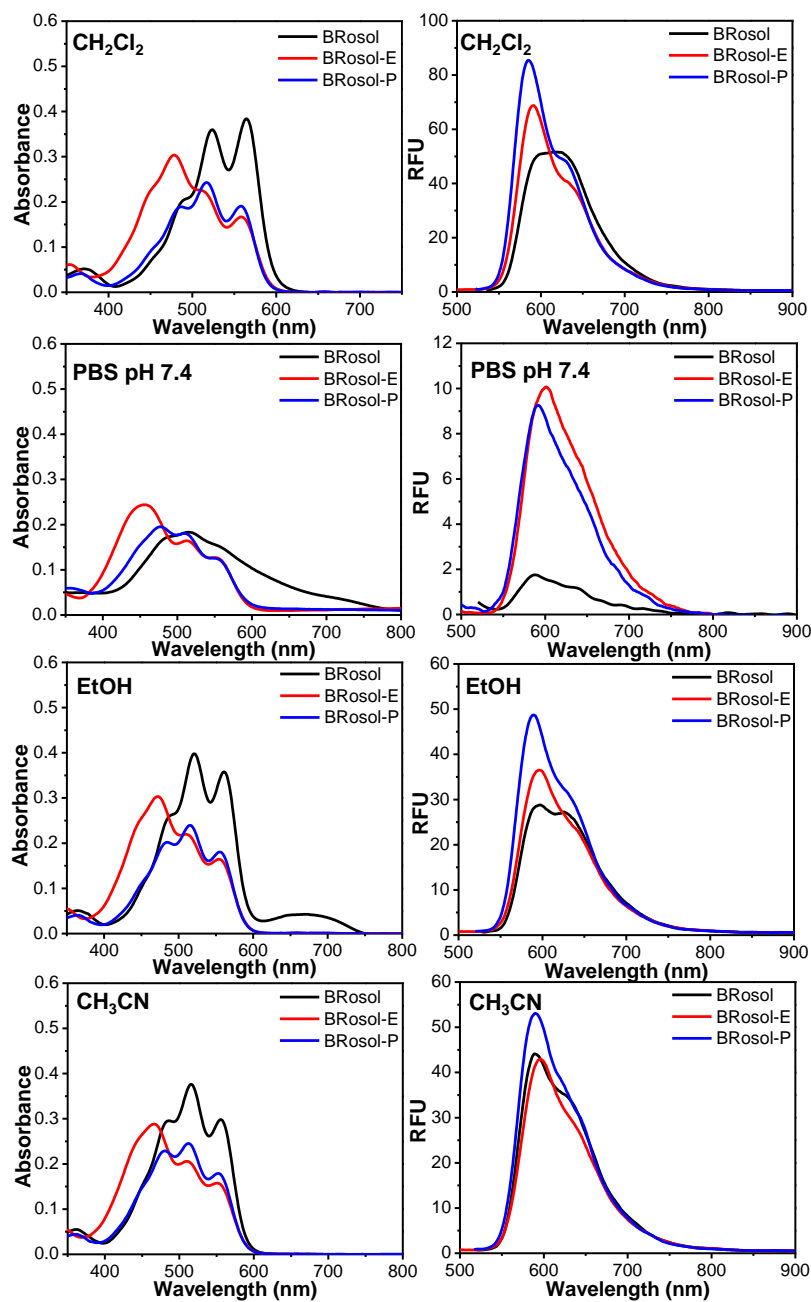 CH₂Cl₂
BRosol
BRosol-E
BRosol-P
Absorbance
0.6
0.5
0.4
0.3
0.2
0.1
0.0
400 500 600 700
Wavelength (nm)
CH₂Cl₂
BRosol
BRosol-E
BRosol-P
RFU
100
80
60
40
20
0
500 600 700 800 900
Wavelength (nm)
PBS pH 7.4
BRosol
BRosol-E
BRosol-P
Absorbance
0.6
0.5
0.4
0.3
0.2
0.1
0.0
400 500 600 700 800
Wavelength (nm)
PBS pH 7.4
BRosol
BRosol-E
BRosol-P
RFU
12
10
8
6
4
2
0
500 600 700 800 900
Wavelength (nm)
EtOH
BRosol
BRosol-E
BRosol-P
Absorbance
0.6
0.5
0.4
0.3
0.2
0.1
0.0
400 500 600 700 800
Wavelength (nm)
EtOH
BRosol
BRosol-E
BRosol-P
RFU
60
50
40
30
20
10
0
500 600 700 800 900
Wavelength (nm)
CH₃CN
BRosol
BRosol-E
BRosol-P
Absorbance
0.6
0.5
0.4
0.3
0.2
0.1
0.0
400 500 600 700 800
Wavelength (nm)
CH₃CN
BRosol
BRosol-E
BRosol-P
RFU
60
50
40
30
20
10
0
500 600 700 800 900
Wavelength (nm)